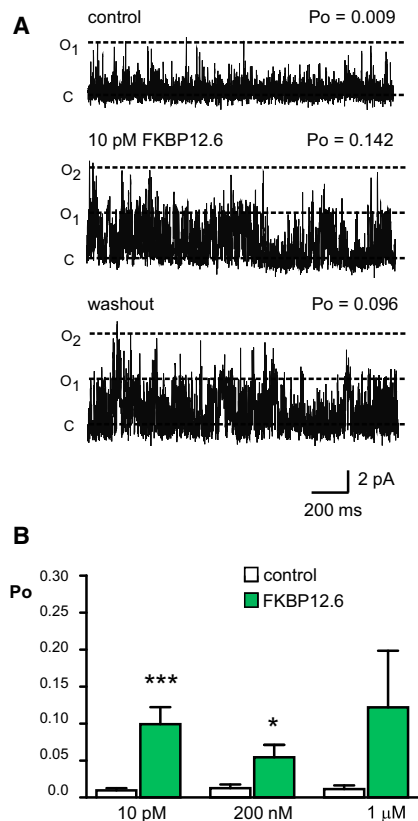 A
control Po = 0.009
O1
C
10 pM FKBP12.6 Po = 0.142
O2
O1
C
washout Po = 0.096
O2
O1
C
2 pA
200 ms
B
Po
0.30
0.20
0.15
0.10
0.05
0.0
control
FKBP12.6
***
*
10 pM 200 nM 1 µM